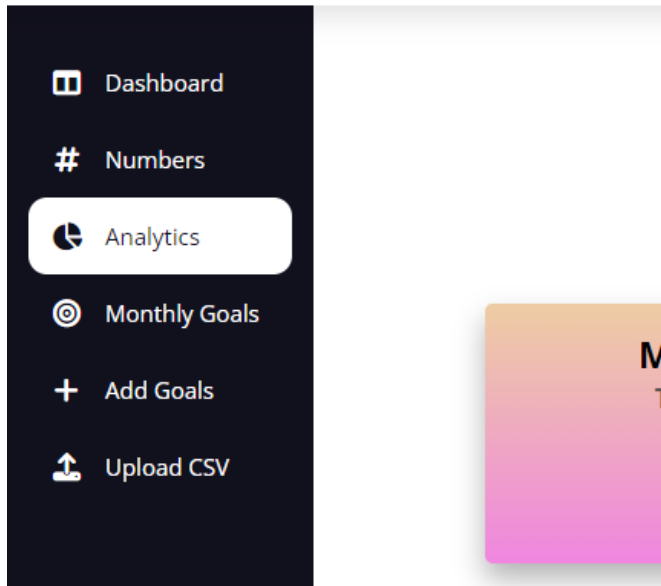 Dashboard
Numbers
Analytics
Monthly Goals
Add Goals
Upload CSV